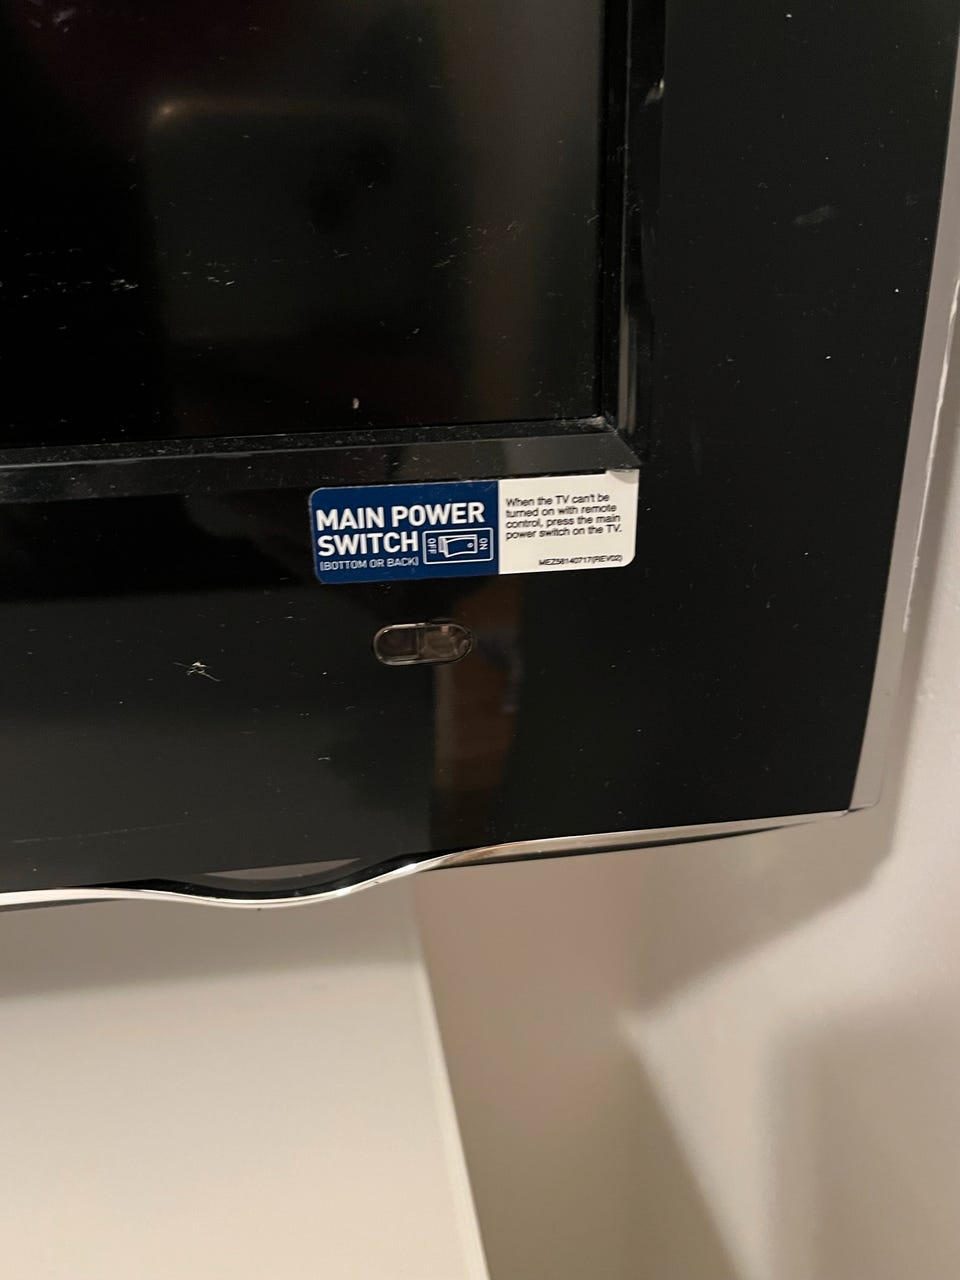 MAIN POWER
SWITCH
OFF
ON
(BOTTOM OR BACK)
When the TV can't be
turned on with remote
control, press the main
power switch on the TV.
MEZ58140717(REV02)